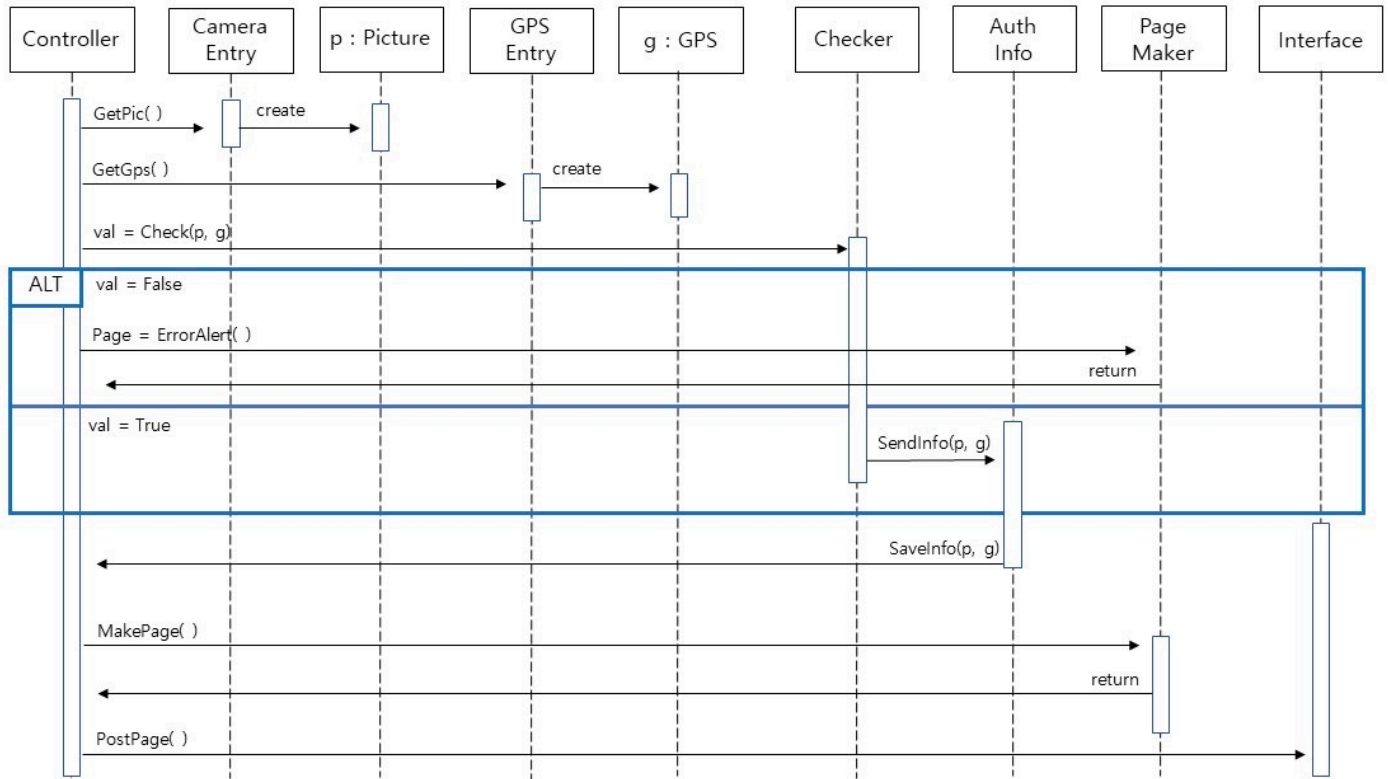 Controller
Camera
Entry
p : Picture
GPS
Entry
g : GPS
Checker
Auth
Info
Page
Maker
Interface
GetPic( )
create
GetGps( )
create
val = Check(p, g)
ALT
val = False
Page = ErrorAlert( )
return
val = True
SendInfo(p, g)
SaveInfo(p, g)
MakePage( )
return
PostPage( )